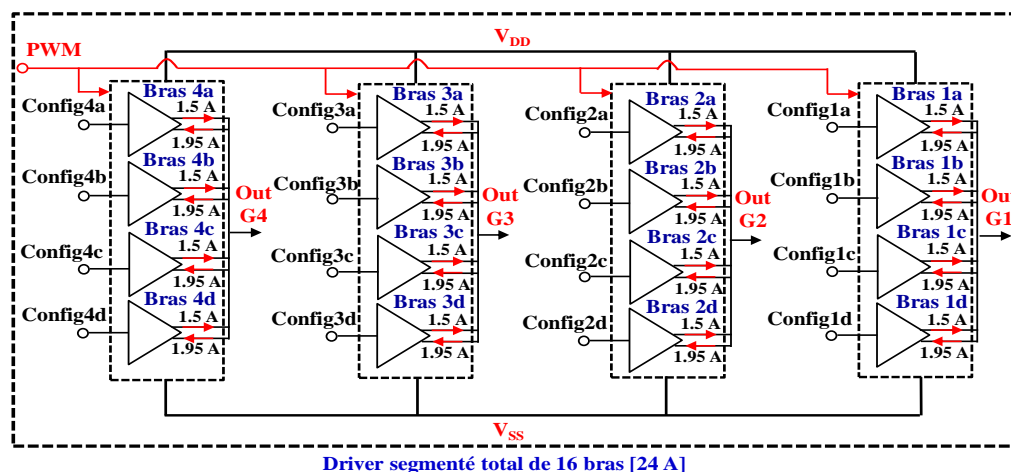 V_DD
PWM
Bras 4a
Config4a
1.5 A
1.95 A
Bras 4b
Config4b
1.5 A
1.95 A
Bras 4c
Config4c
1.5 A
1.95 A
Bras 4d
Config4d
1.5 A
1.95 A
Out
G4
Bras 3a
Config3a
1.5 A
1.95 A
Bras 3b
Config3b
1.5 A
1.95 A
Bras 3c
Config3c
1.5 A
1.95 A
Bras 3d
Config3d
1.5 A
1.95 A
Out
G3
Bras 2a
Config2a
1.5 A
1.95 A
Bras 2b
Config2b
1.5 A
1.95 A
Bras 2c
Config2c
1.5 A
1.95 A
Bras 2d
Config2d
1.5 A
1.95 A
Out
G2
Bras 1a
Config1a
1.5 A
1.95 A
Bras 1b
Config1b
1.5 A
1.95 A
Bras 1c
Config1c
1.5 A
1.95 A
Bras 1d
Config1d
1.5 A
1.95 A
Out
G1
V_SS
Driver segmenté total de 16 bras [24 A]